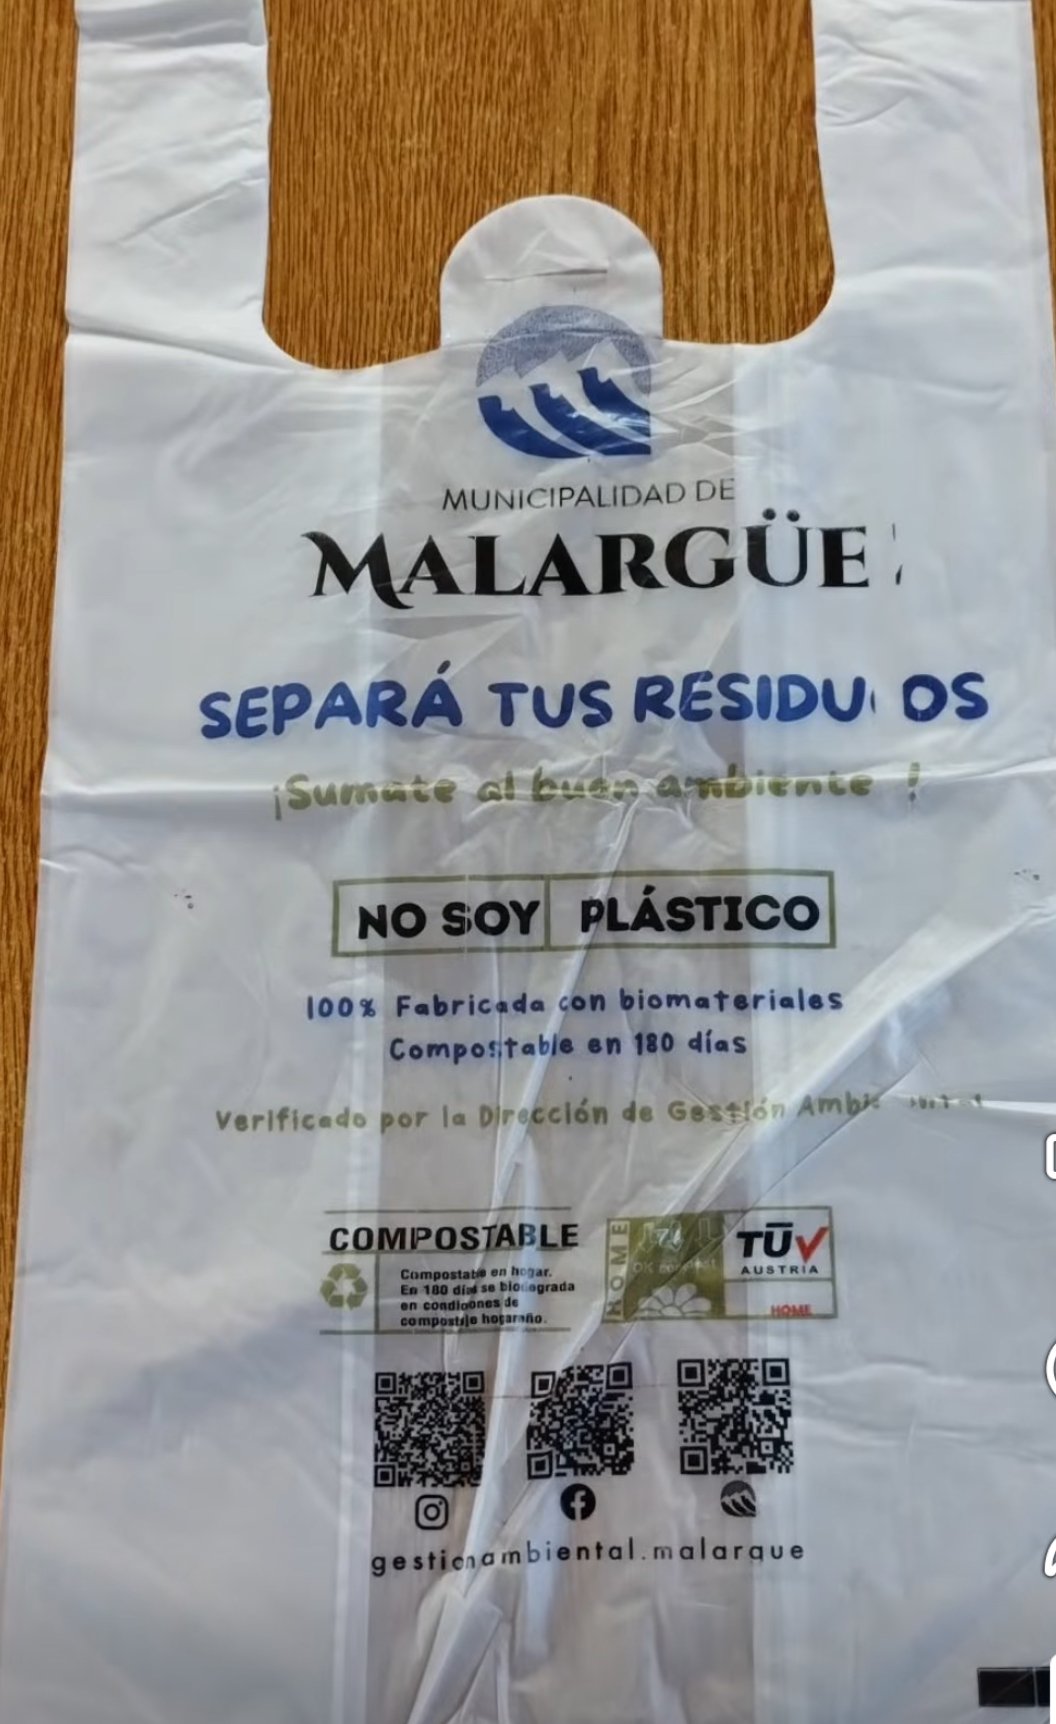 MUNICIPALIDAD DE
MALARGÜE
SEPARÁ TUS RESIDUOS
¡Sumate al buen ambiente!
NO SOY PLÁSTICO
100% Fabricada con biomateriales
Compostable en 180 días
Verificado por la Dirección de Gestión Ambiental
COMPOSTABLE
Compostable en hogar.
En 180 días se biodegrada
en condiciones de
compostaje hogareño.
HOME
OK compost
TÜV
AUSTRIA
HOME
gestionambiental.malargue